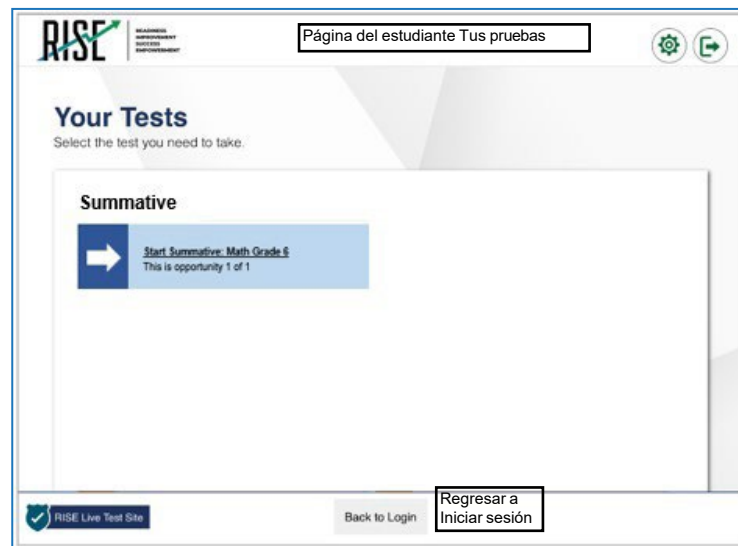 RISE
READINESS
IMPROVEMENT
SUCCESS
EMPOWERMENT
Página del estudiante Tus pruebas
Your Tests
Select the test you need to take.
Summative
Start Summative: Math Grade 6
This is opportunity 1 of 1
RISE Live Test Site
Back to Login
Regresar a
Iniciar sesión